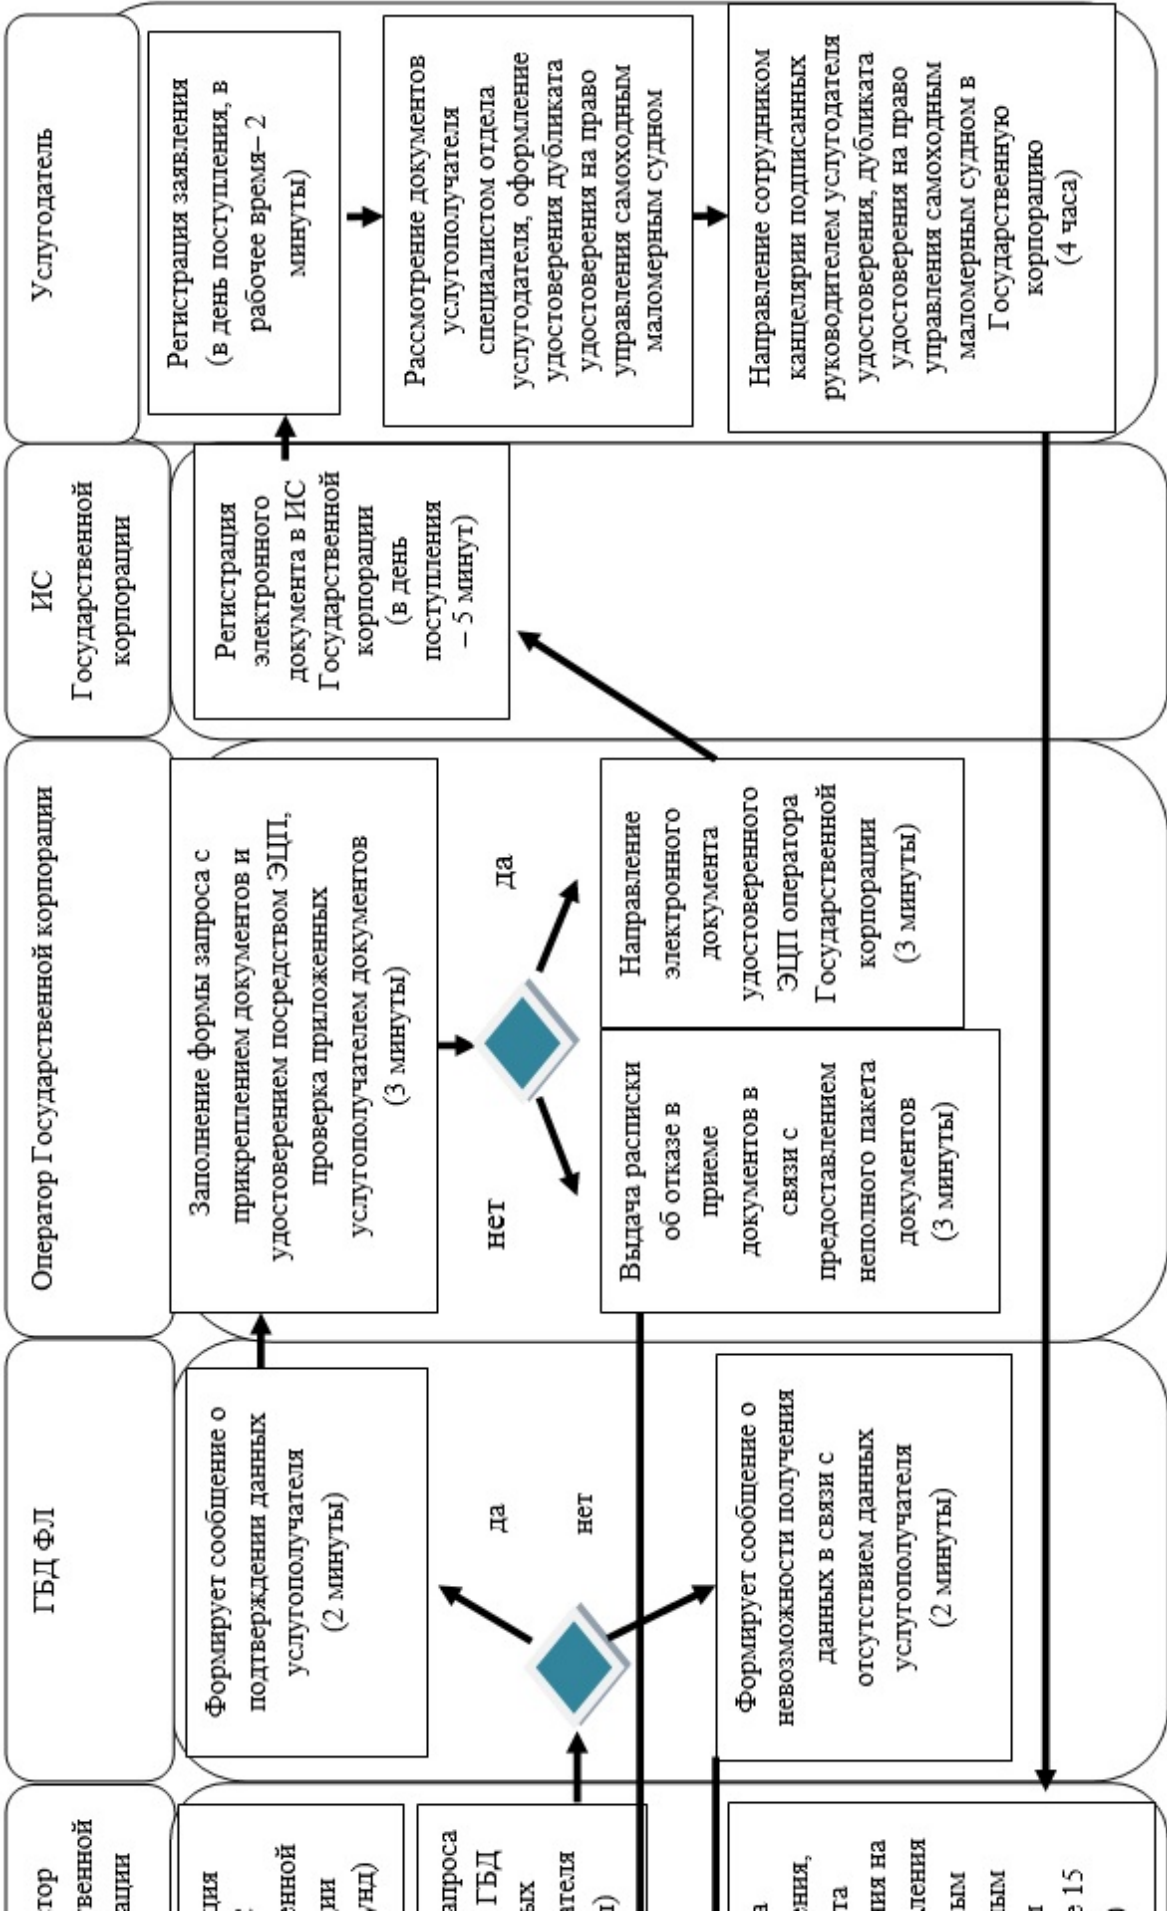 ГБД ФЛ
Формирует сообщение о
подтверждении данных
услугополучателя
(2 минуты)
да
нет
Формирует сообщение о
невозможности получения
данных в связи с
отсутствием данных
услугополучателя
(2 минуты)
Оператор Государственной корпорации
Заполнение формы запроса с
прикреплением документов и
удостоверением посредством ЭЦП,
проверка приложенных
услугополучателем документов
(3 минуты)
нет
да
Выдача расписки
об отказе в
приеме
документов в
связи с
предоставлением
неполного пакета
документов
(3 минуты)
Направление
электронного
документа
удостоверенного
ЭЦП оператора
Государственной
корпорации
(3 минуты)
ИС
Государственной
корпорации
Регистрация
электронного
документа в ИС
Государственной
корпорации
(в день
поступления
– 5 минут)
Услугодатель
Регистрация заявления
(в день поступления, в
рабочее время– 2
минуты)
Рассмотрение документов
услугополучателя
специалистом отдела
услугодателя, оформление
удостоверения дубликата
удостоверения на право
управления самоходным
маломерным судном
Направление сотрудником
канцелярии подписанных
руководителем услугодателя
удостоверения, дубликата
удостоверения на право
управления самоходным
маломерным судном в
Государственную
корпорацию
(4 часа)
ГБД
15